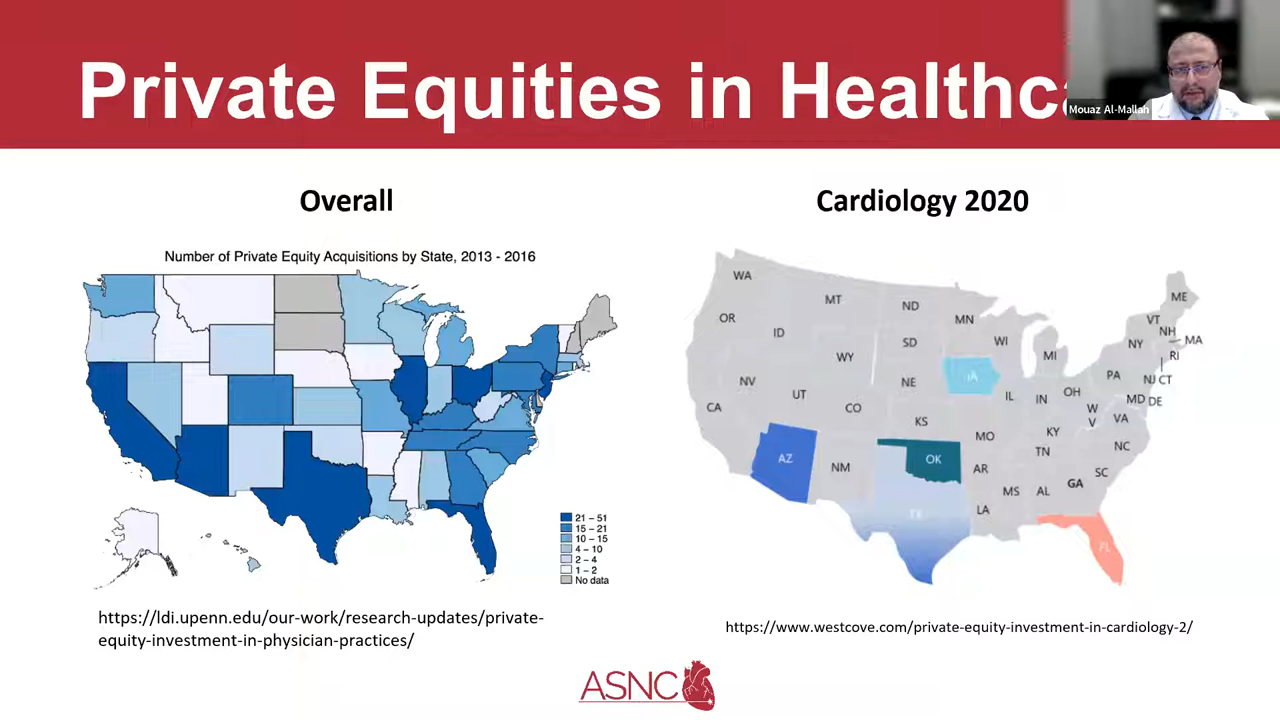 Private Equities in Healthca
Mouaz Al-Mallah
Overall
Cardiology 2020
Number of Private Equity Acquisitions by State, 2013 - 2016
21 – 51
15 – 21
10 – 15
4 – 10
2 – 4
1 – 2
No data
WA
MT
ND
MN
ME
OR
ID
SD
WI
MI
VT
NH
NY
MA
WY
IA
RI
NV
UT
NE
IL
IN
OH
PA
NJ
CT
CA
CO
KS
MO
KY
W
V
VA
MD
DE
AZ
NM
OK
AR
TN
NC
SC
TX
LA
MS
AL
GA
FL
https://ldi.upenn.edu/our-work/research-updates/private-
equity-investment-in-physician-practices/
https://www.westcove.com/private-equity-investment-in-cardiology-2/
ASNC